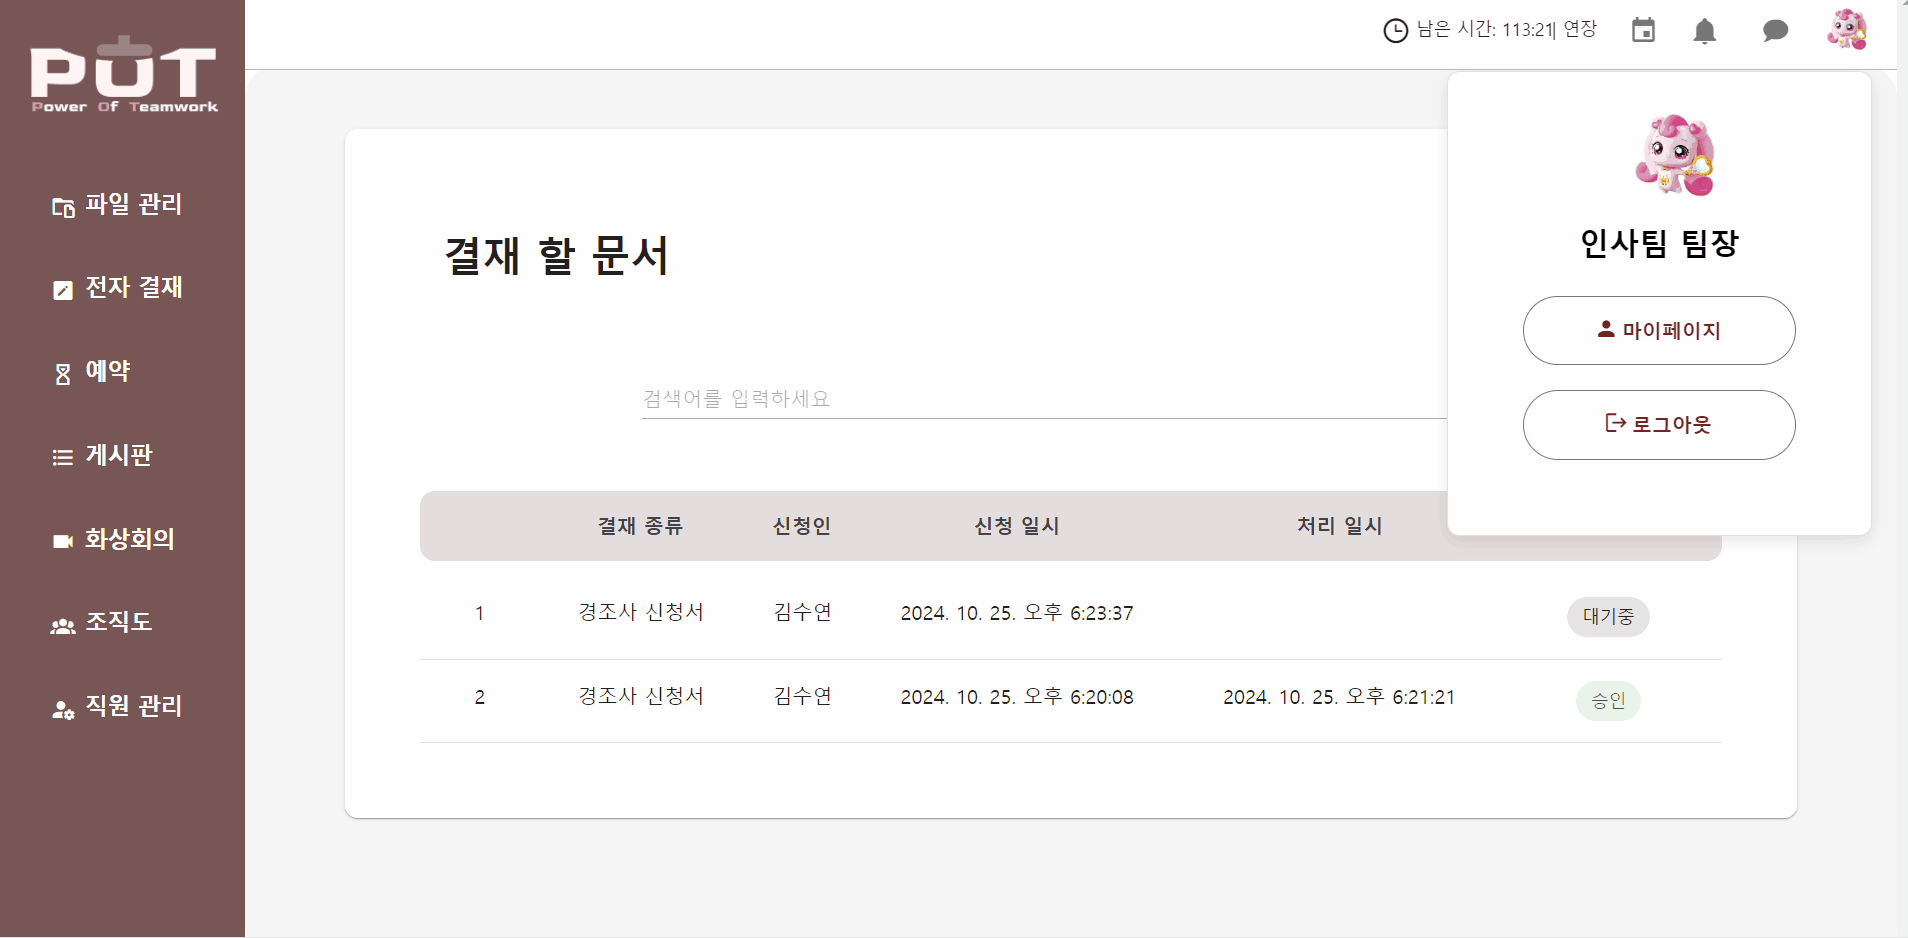 PUT
Power Of Teamwork
파일 관리
전자 결재
예약
게시판
화상회의
조직도
직원 관리
남은 시간: 113:21| 연장
인사팀 팀장
마이페이지
로그아웃
결재 할 문서
검색어를 입력하세요
결재 종류 신청인 신청 일시 처리 일시
1 경조사 신청서 김수연 2024. 10. 25. 오후 6:23:37 대기중
2 경조사 신청서 김수연 2024. 10. 25. 오후 6:20:08 2024. 10. 25. 오후 6:21:21 승인